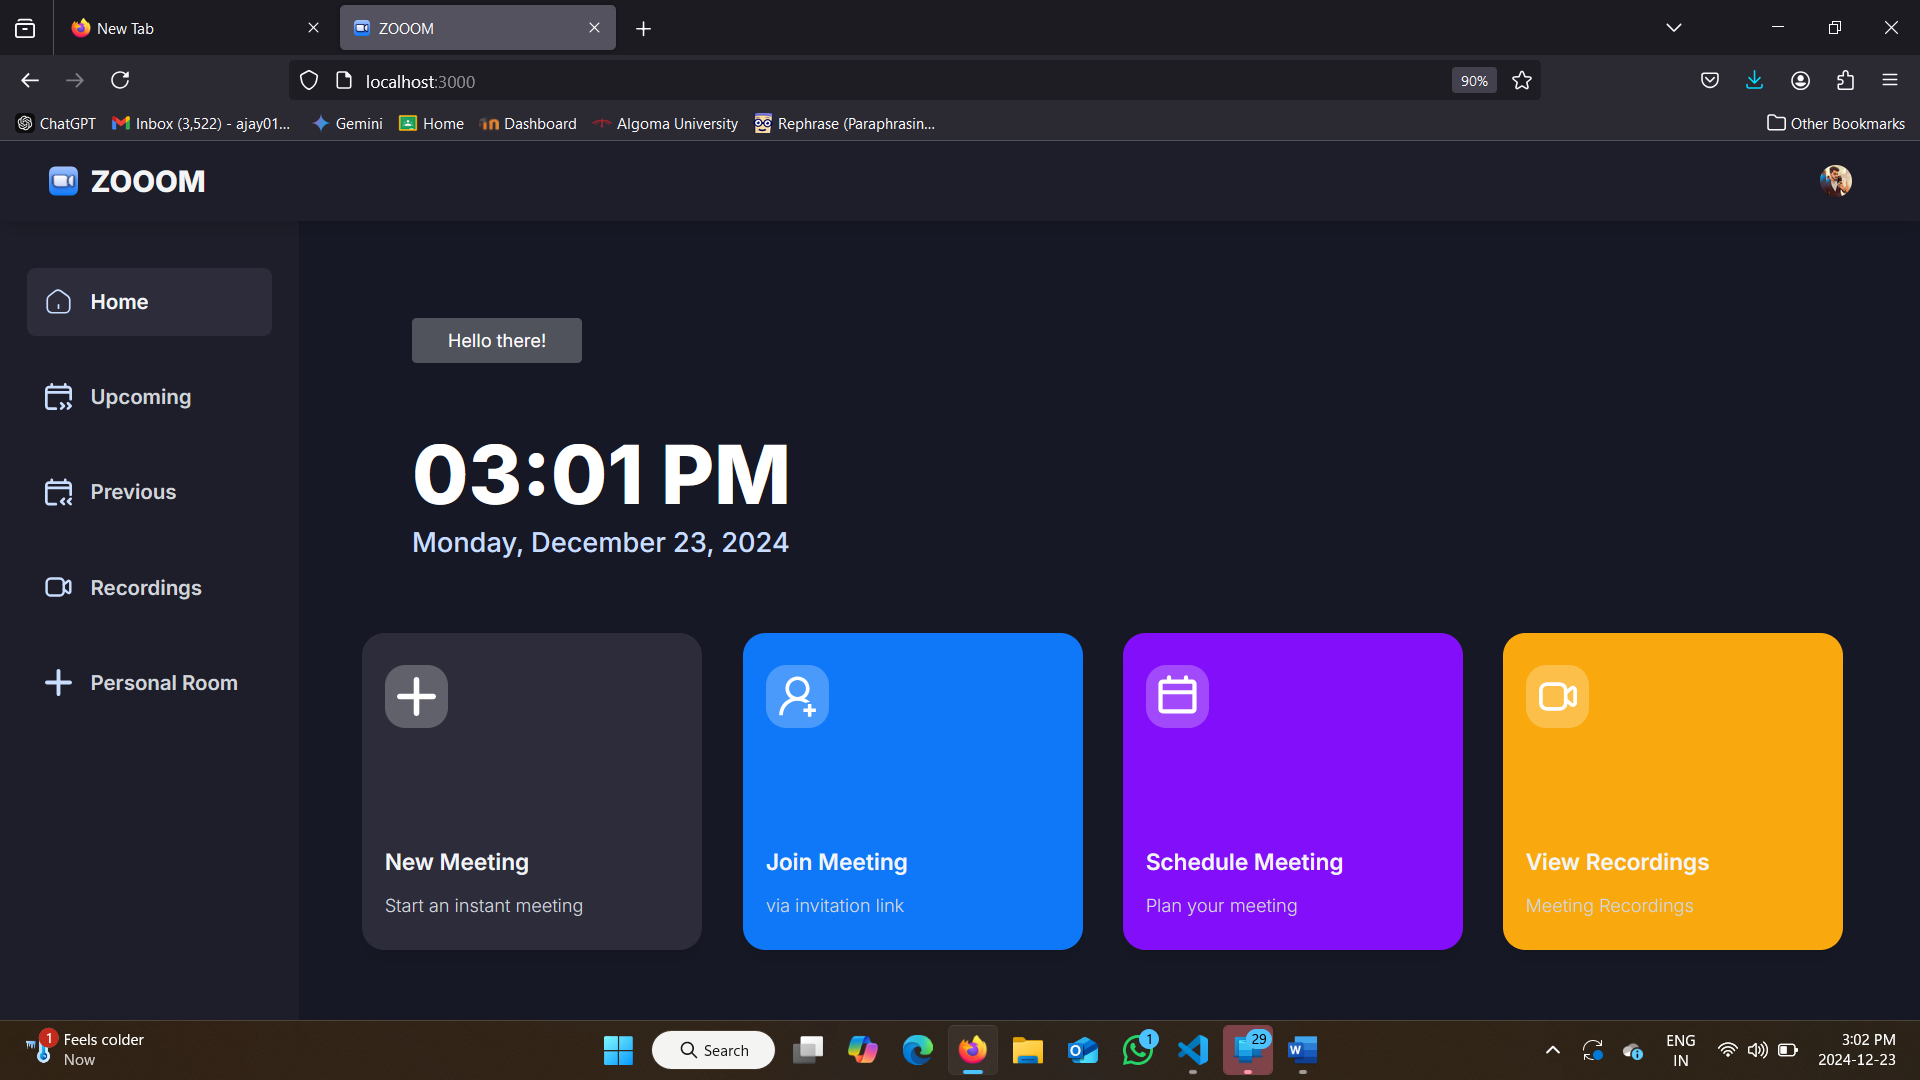 New Tab
ZOOOM
localhost:3000
90%
ChatGPT
Inbox (3,522) - ajay01...
Gemini
Home
Dashboard
Algoma University
Rephrase (Paraphrasin...
Other Bookmarks
ZOOOM
Home
Upcoming
Previous
Recordings
Personal Room
Hello there!
03:01 PM
Monday, December 23, 2024
New Meeting
Start an instant meeting
Join Meeting
via invitation link
Schedule Meeting
Plan your meeting
View Recordings
Meeting Recordings
1
Feels colder
Now
Search
1
29
ENG
IN
3:02 PM
2024-12-23